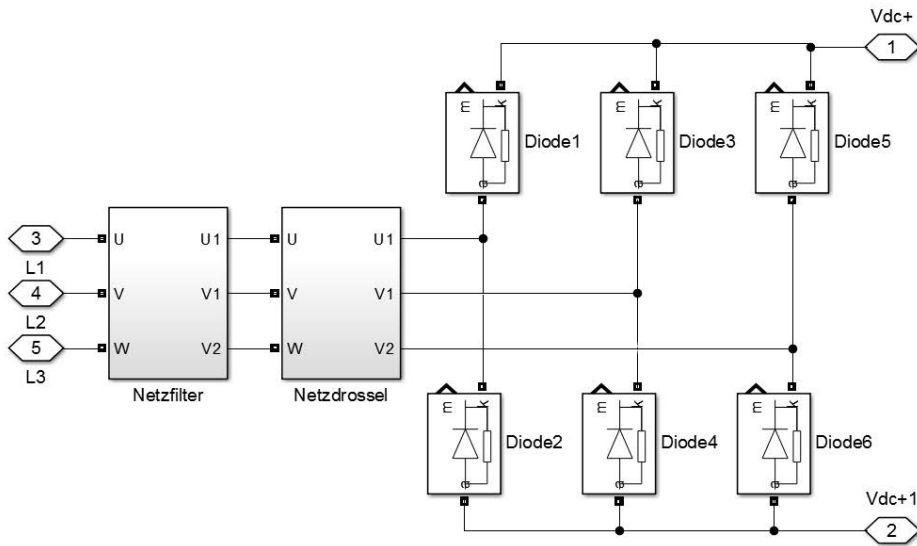 Vdc+
1
m
k
a
Diode1
m
k
a
Diode3
m
k
a
Diode5
3
L1
4
L2
5
L3
U
V
W
U1
V1
V2
Netzfilter
U
V
W
U1
V1
V2
Netzdrossel
m
k
a
Diode2
m
k
a
Diode4
m
k
a
Diode6
Vdc+1
2